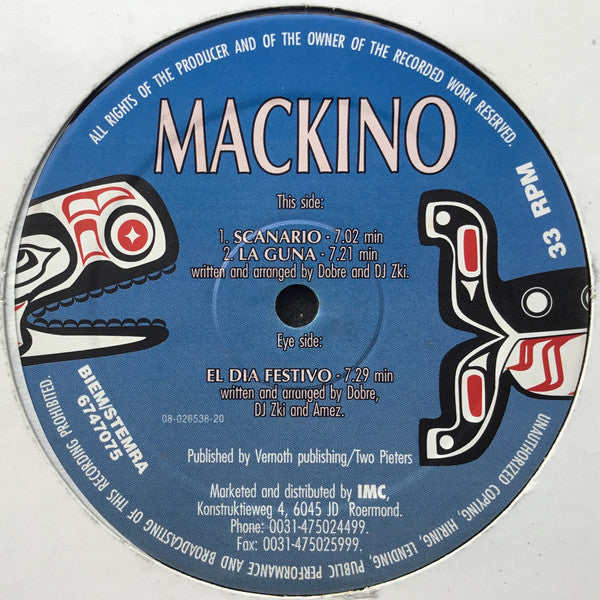 ALL RIGHTS OF THE PRODUCER AND OF THE OWNER OF THE RECORDED WORK RESERVED.
MACKINO
This side:
1. SCANARIO - 7.02 min
2. LA GUNA - 7.21 min
written and arranged by Dobre and DJ Zki.
33 RPM
Eye side:
EL DIA FESTIVO - 7.29 min
written and arranged by Dobre,
DJ Zki and Amez.
08-026538-20
BIEM/STEMRA
6747075
Published by Vernoth publishing/Two Pieters
Marketed and distributed by IMC,
Konstruktieweg 4, 6045 JD Roermond.
Phone: 0031-475024499.
Fax: 0031-475025999.
UNAUTHORIZED COPYING, HIRING, LENDING, PUBLIC PERFORMANCE AND BROADCASTING OF THIS RECORDING PROHIBITED.